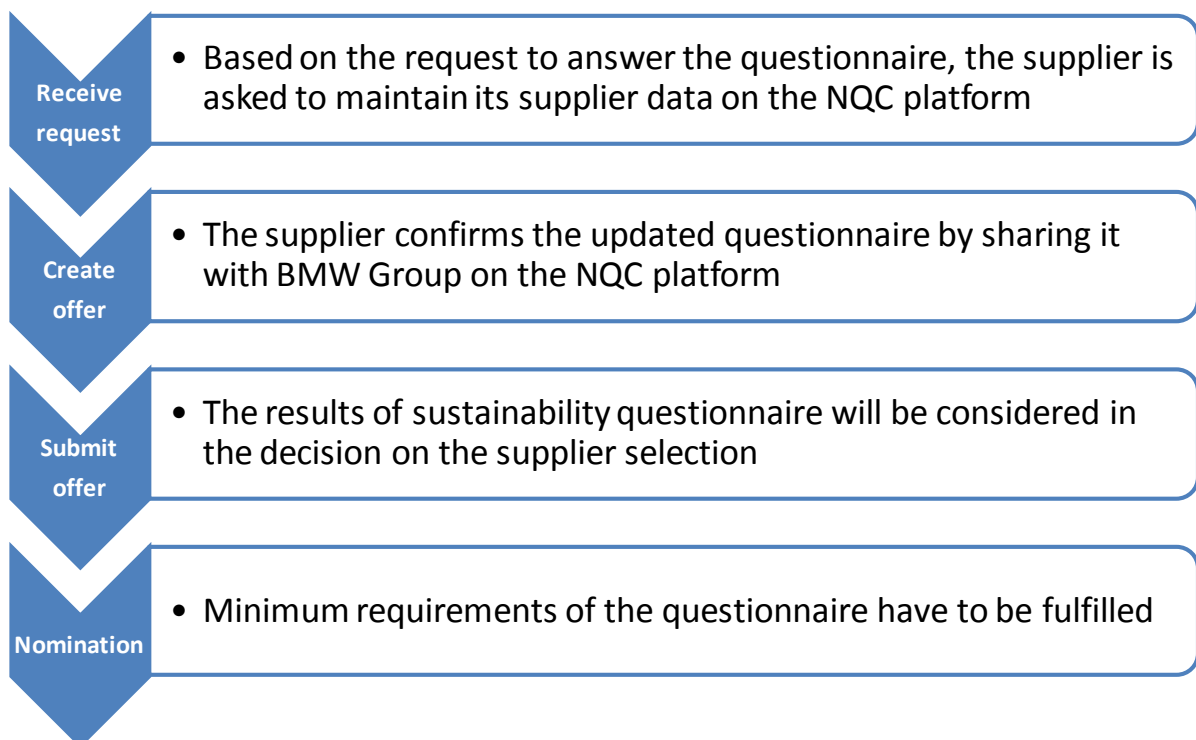 Receive
request
• Based on the request to answer the questionnaire, the supplier is
asked to maintain its supplier data on the NQC platform
Create
offer
• The supplier confirms the updated questionnaire by sharing it
with BMW Group on the NQC platform
Submit
offer
• The results of sustainability questionnaire will be considered in
the decision on the supplier selection
Nomination
• Minimum requirements of the questionnaire have to be fulfilled